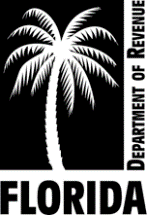 DEPARTMENT OF REVENUE
FLORIDA